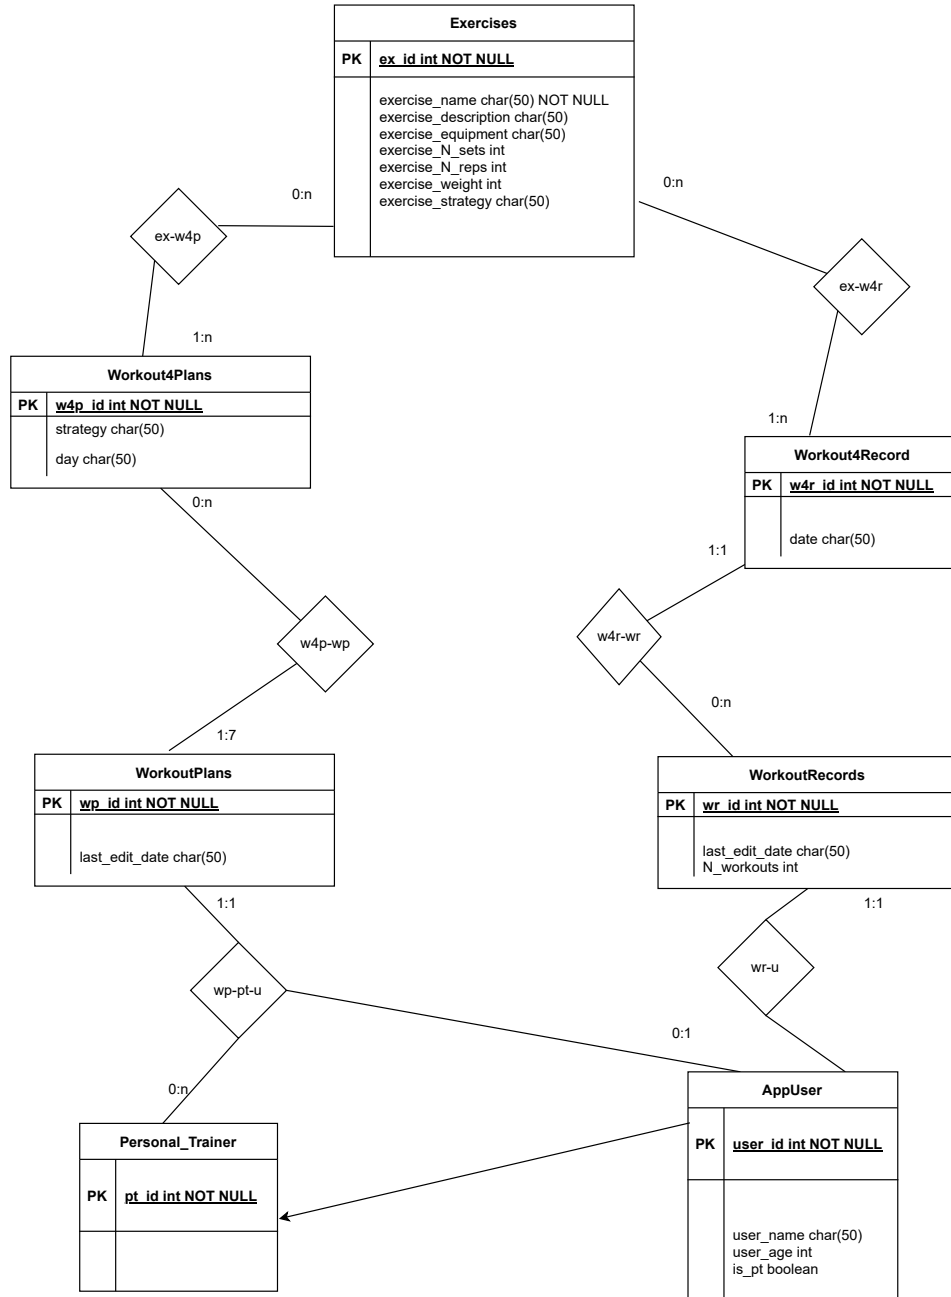 Exercises
PK ex_id int NOT NULL
exercise_name char(50) NOT NULL
exercise_description char(50)
exercise_equipment char(50)
exercise_N_sets int
exercise_N_reps int
exercise_weight int
exercise_strategy char(50)
0:n
0:n
ex-w4p
ex-w4r
1:n
1:n
Workout4Plans
PK w4p_id int NOT NULL
strategy char(50)
day char(50)
0:n
Workout4Record
PK w4r_id int NOT NULL
date char(50)
1:1
w4p-wp
w4r-wr
0:n
1:7
WorkoutPlans
PK wp_id int NOT NULL
last_edit_date char(50)
1:1
WorkoutRecords
PK wr_id int NOT NULL
last_edit_date char(50)
N_workouts int
1:1
wp-pt-u
wr-u
0:1
0:n
Personal_Trainer
PK pt_id int NOT NULL
AppUser
PK user_id int NOT NULL
user_name char(50)
user_age int
is_pt boolean